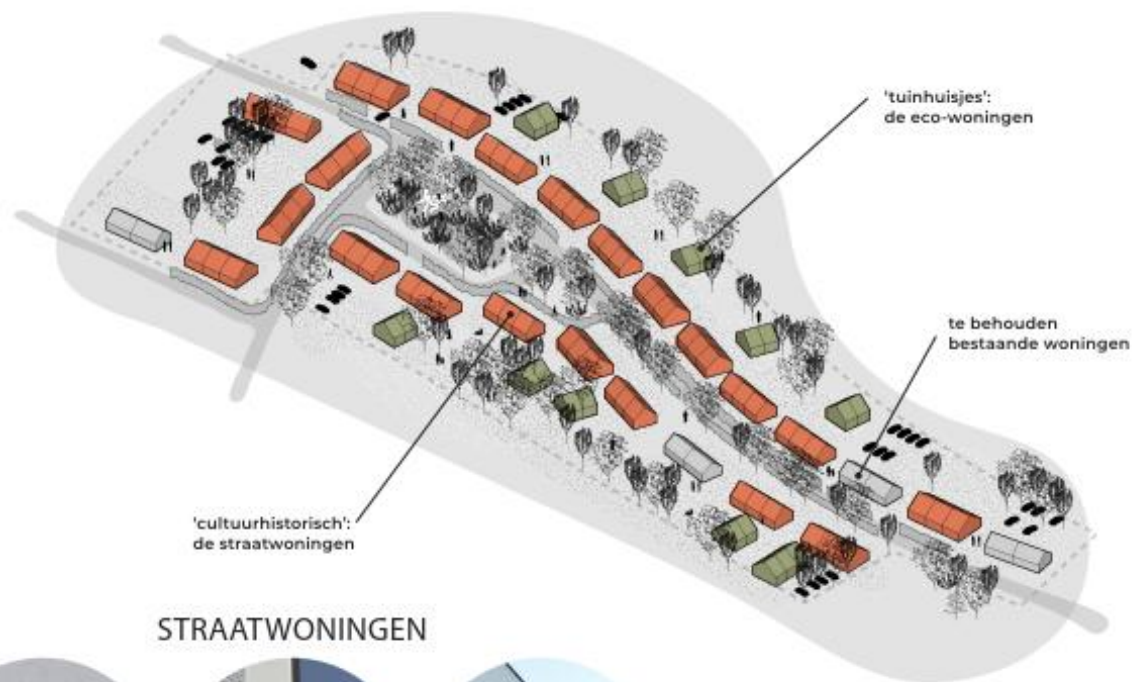 'tuinhuisjes':
de eco-woningen
te behouden
bestaande woningen
'cultuurhistorisch':
de straatwoningen
STRAATWONINGEN